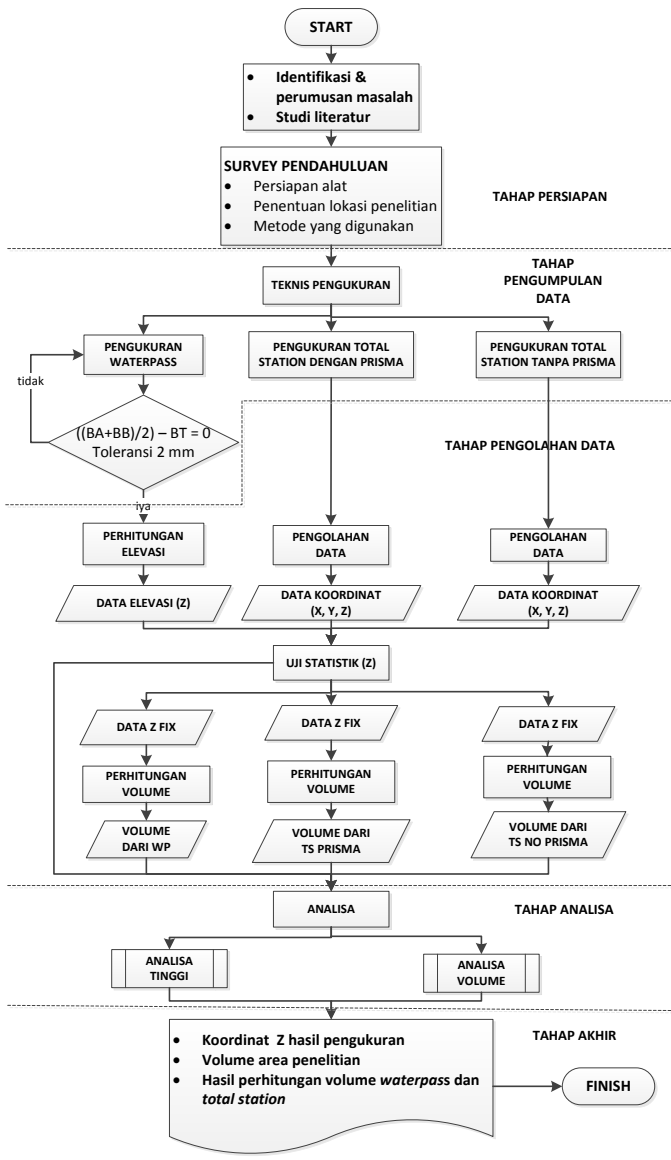 START
• Identifikasi &
perumusan masalah
• Studi literatur
SURVEY PENDAHULUAN
• Persiapan alat
• Penentuan lokasi penelitian
• Metode yang digunakan
TAHAP PERSIAPAN
TAHAP
PENGUMPULAN
DATA
TEKNIS PENGUKURAN
PENGUKURAN
WATERPASS
PENGUKURAN TOTAL
STATION DENGAN PRISMA
PENGUKURAN TOTAL
STATION TANPA PRISMA
tidak
((BA+BB)/2) – BT = 0
Toleransi 2 mm
TAHAP PENGOLAHAN DATA
iya
PERHITUNGAN
ELEVASI
PENGOLAHAN
DATA
PENGOLAHAN
DATA
DATA ELEVASI (Z)
DATA KOORDINAT
(X, Y, Z)
DATA KOORDINAT
(X, Y, Z)
UJI STATISTIK (Z)
DATA Z FIX
DATA Z FIX
DATA Z FIX
PERHITUNGAN
VOLUME
PERHITUNGAN
VOLUME
PERHITUNGAN
VOLUME
VOLUME
DARI WP
VOLUME DARI
TS PRISMA
VOLUME DARI
TS NO PRISMA
ANALISA
TAHAP ANALISA
ANALISA
TINGGI
ANALISA
VOLUME
TAHAP AKHIR
• Koordinat Z hasil pengukuran
• Volume area penelitian
• Hasil perhitungan volume waterpass dan
total station
FINISH